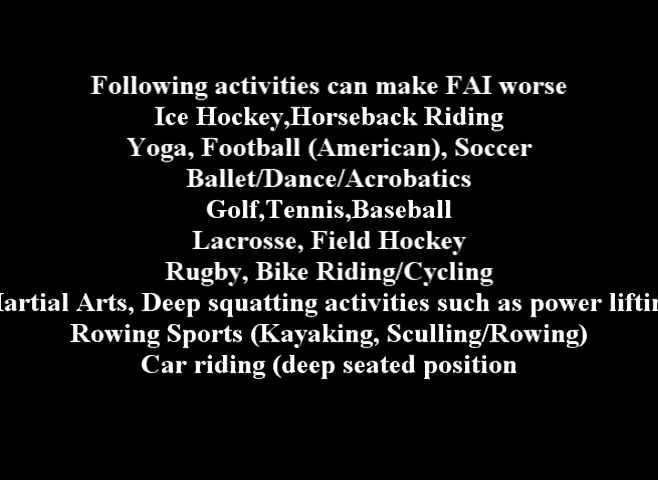 Following activities can make FAI worse
Ice Hockey,Horseback Riding
Yoga, Football (American), Soccer
Ballet/Dance/Acrobatics
Golf,Tennis,Baseball
Lacrosse, Field Hockey
Rugby, Bike Riding/Cycling
Martial Arts, Deep squatting activities such as power liftin
Rowing Sports (Kayaking, Sculling/Rowing)
Car riding (deep seated position